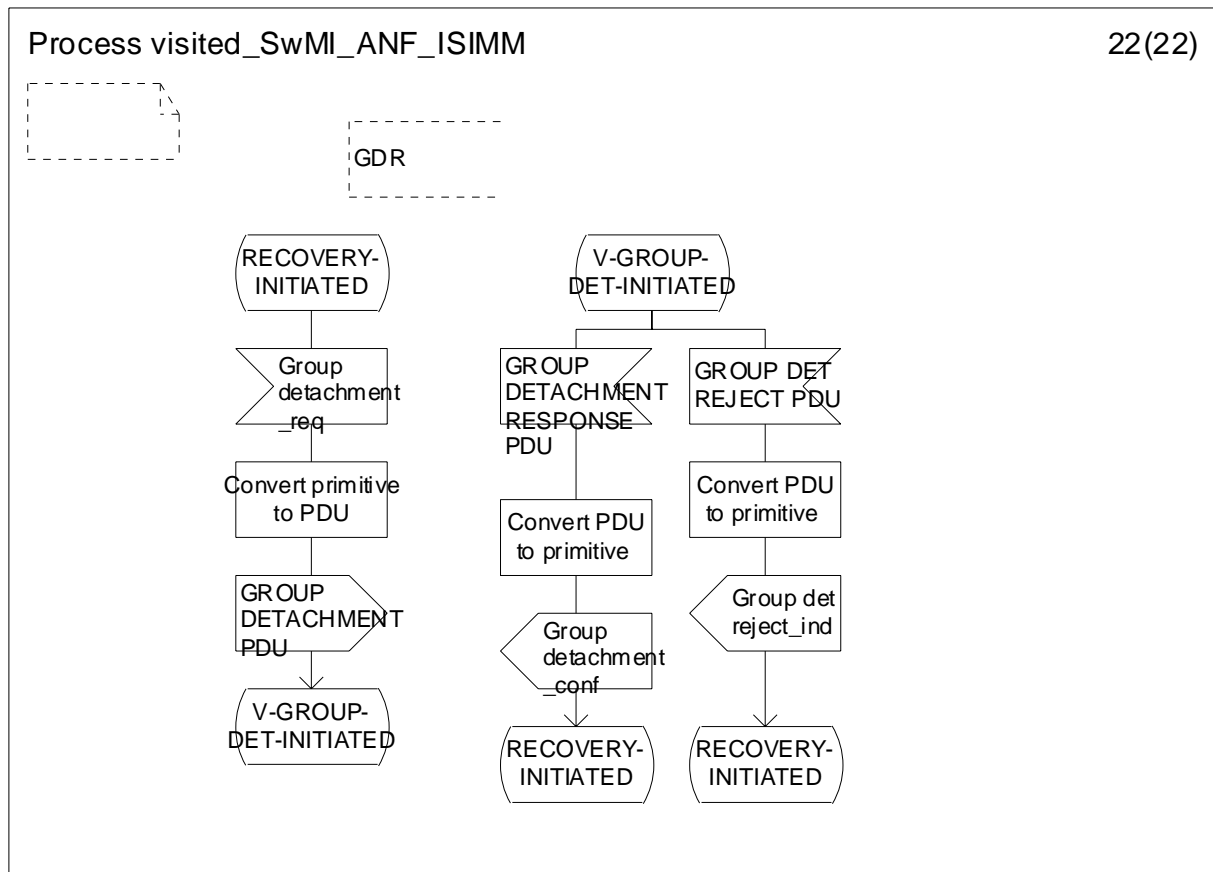 Process visited_SwMI_ANF_ISIMM
22(22)
GDR
RECOVERY-
INITIATED
Group
detachment
_req
Convert primitive
to PDU
GROUP
DETACHMENT
PDU
V-GROUP-
DET-INITIATED
V-GROUP-
DET-INITIATED
GROUP
DETACHMENT
RESPONSE
PDU
Convert PDU
to primitive
Group
detachment
_conf
RECOVERY-
INITIATED
GROUP DET
REJECT PDU
Convert PDU
to primitive
Group det
reject_ind
RECOVERY-
INITIATED